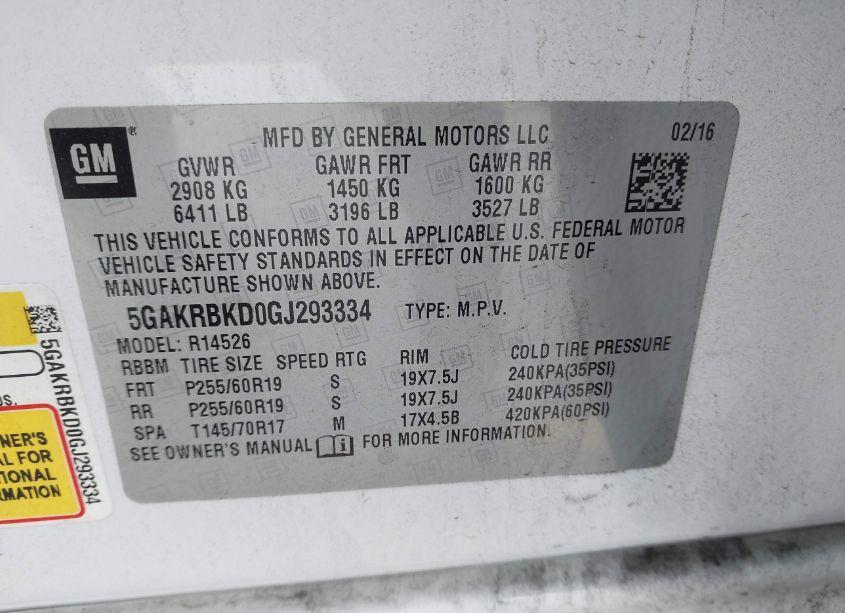 GM
MFD BY GENERAL MOTORS LLC 02/16
GVWR GAWR FRT GAWR RR
2908 KG 1450 KG 1600 KG
6411 LB 3196 LB 3527 LB
THIS VEHICLE CONFORMS TO ALL APPLICABLE U.S. FEDERAL MOTOR
VEHICLE SAFETY STANDARDS IN EFFECT ON THE DATE OF
MANUFACTURE SHOWN ABOVE.
5GAKRBKD0GJ293334 TYPE: M.P.V.
MODEL: R14526
RBBM TIRE SIZE SPEED RTG RIM COLD TIRE PRESSURE
FRT P255/60R19 S 19X7.5J 240KPA(35PSI)
RR P255/60R19 S 19X7.5J 240KPA(35PSI)
SPA T145/70R17 M 17X4.5B 420KPA(60PSI)
SEE OWNER'S MANUAL i FOR MORE INFORMATION.
5GAKRBKD0GJ293334